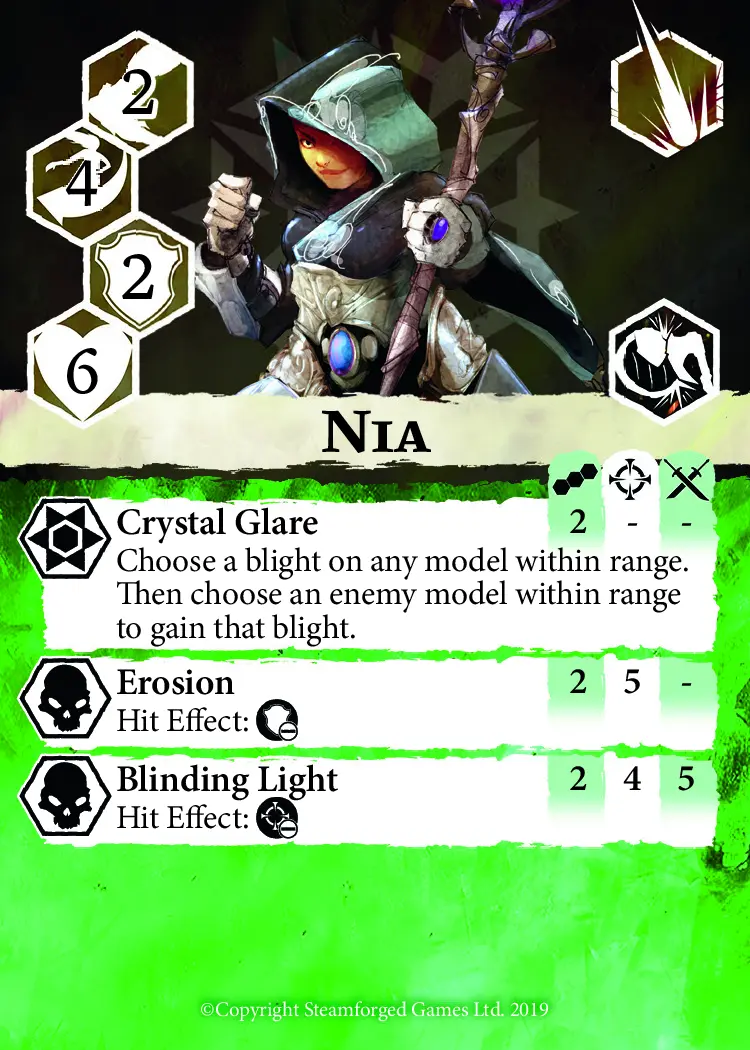 2
4
2
6
Nia
Crystal Glare 2 - -
Choose a blight on any model within range.
Then choose an enemy model within range
to gain that blight.
Erosion 2 5 -
Hit Effect:
Blinding Light 2 4 5
Hit Effect:
©Copyright Steamforged Games Ltd. 2019